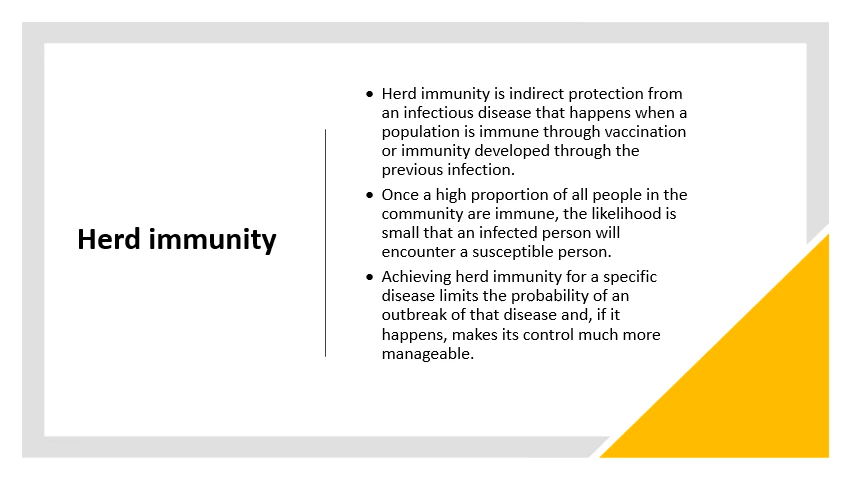 Herd immunity
• Herd immunity is indirect protection from
an infectious disease that happens when a
population is immune through vaccination
or immunity developed through the
previous infection.
• Once a high proportion of all people in the
community are immune, the likelihood is
small that an infected person will
encounter a susceptible person.
• Achieving herd immunity for a specific
disease limits the probability of an
outbreak of that disease and, if it
happens, makes its control much more
manageable.